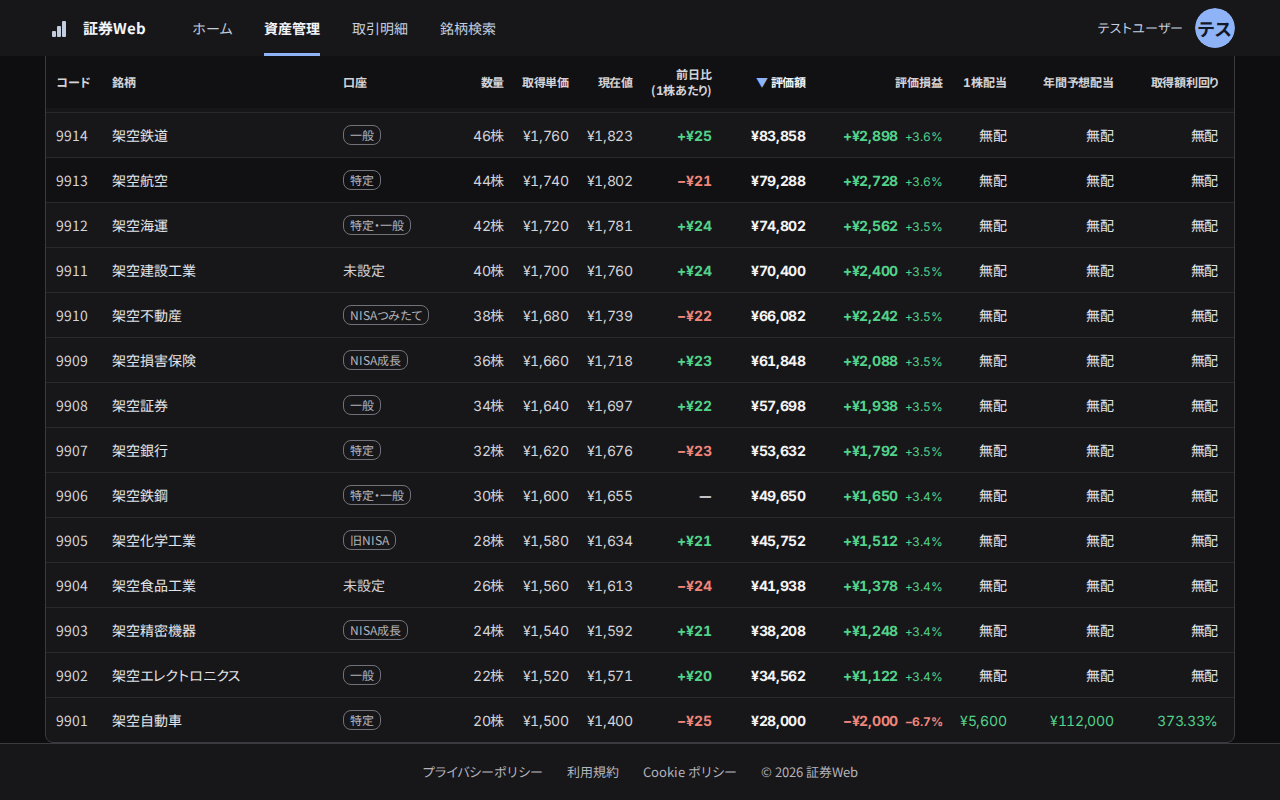 証券Web ホーム 資産管理 取引明細 銘柄検索 テストユーザー テス
コード 銘柄 口座 数量 取得単価 現在値 前日比 (1株あたり) ▼評価額 評価損益 1株配当 年間予想配当 取得額利回り
9914 架空鉄道 一般 46株 ¥1,760 ¥1,823 +¥25 ¥83,858 +¥2,898 +3.6% 無配 無配 無配
9913 架空航空 特定 44株 ¥1,740 ¥1,802 −¥21 ¥79,288 +¥2,728 +3.6% 無配 無配 無配
9912 架空海運 特定・一般 42株 ¥1,720 ¥1,781 +¥24 ¥74,802 +¥2,562 +3.5% 無配 無配 無配
9911 架空建設工業 未設定 40株 ¥1,700 ¥1,760 +¥24 ¥70,400 +¥2,400 +3.5% 無配 無配 無配
9910 架空不動産 NISAつみたて 38株 ¥1,680 ¥1,739 −¥22 ¥66,082 +¥2,242 +3.5% 無配 無配 無配
9909 架空損害保険 NISA成長 36株 ¥1,660 ¥1,718 +¥23 ¥61,848 +¥2,088 +3.5% 無配 無配 無配
9908 架空証券 一般 34株 ¥1,640 ¥1,697 +¥22 ¥57,698 +¥1,938 +3.5% 無配 無配 無配
9907 架空銀行 特定 32株 ¥1,620 ¥1,676 −¥23 ¥53,632 +¥1,792 +3.5% 無配 無配 無配
9906 架空鉄鋼 特定・一般 30株 ¥1,600 ¥1,655 — ¥49,650 +¥1,650 +3.4% 無配 無配 無配
9905 架空化学工業 旧NISA 28株 ¥1,580 ¥1,634 +¥21 ¥45,752 +¥1,512 +3.4% 無配 無配 無配
9904 架空食品工業 未設定 26株 ¥1,560 ¥1,613 −¥24 ¥41,938 +¥1,378 +3.4% 無配 無配 無配
9903 架空精密機器 NISA成長 24株 ¥1,540 ¥1,592 +¥21 ¥38,208 +¥1,248 +3.4% 無配 無配 無配
9902 架空エレクトロニクス 一般 22株 ¥1,520 ¥1,571 +¥20 ¥34,562 +¥1,122 +3.4% 無配 無配 無配
9901 架空自動車 特定 20株 ¥1,500 ¥1,400 −¥25 ¥28,000 −¥2,000 −6.7% ¥5,600 ¥112,000 373.33%
プライバシーポリシー 利用規約 Cookie ポリシー © 2026 証券Web